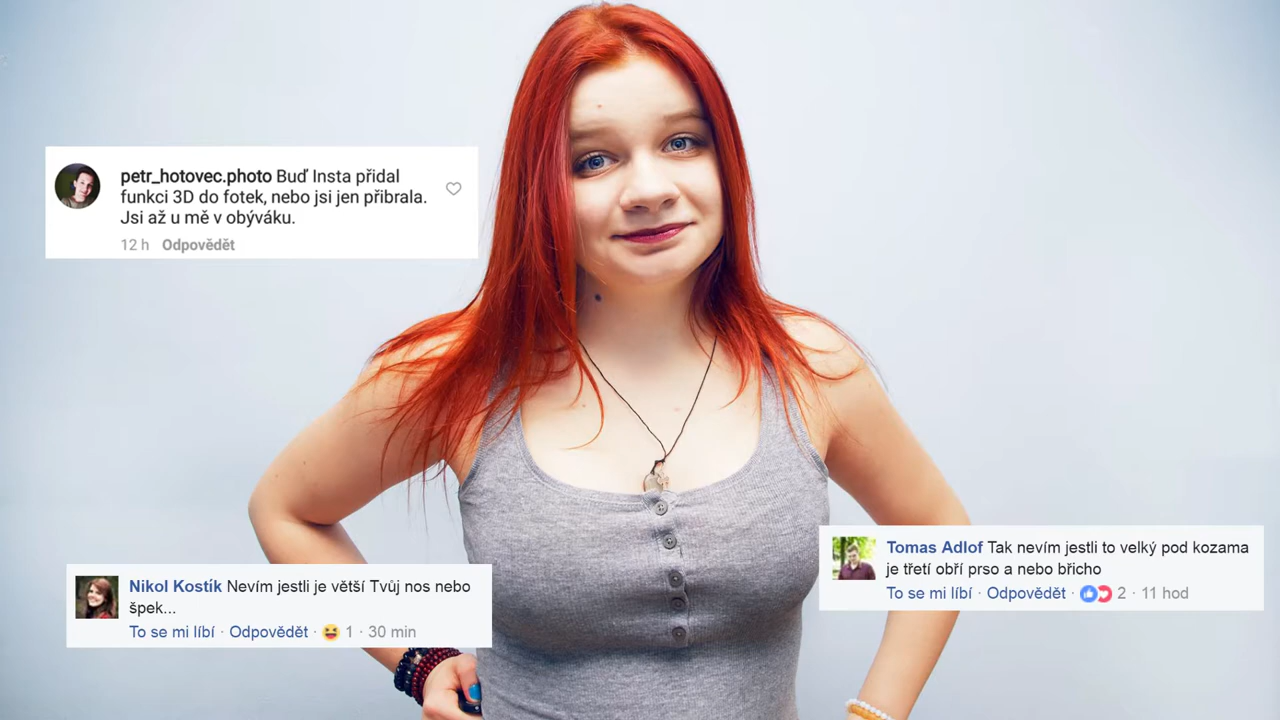 petr_hotovec.photo Buď Insta přidal
funkci 3D do fotek, nebo jsi jen přibrala.
Jsi až u mě v obýváku.
12 h Odpovědět
Tomas Adlof Tak nevím jestli to velký pod kozama
je třetí obří prso a nebo břicho
To se mi líbí · Odpovědět · 2 · 11 hod
Nikol Kostík Nevím jestli je větší Tvůj nos nebo
špek...
To se mi líbí · Odpovědět · 1 · 30 min